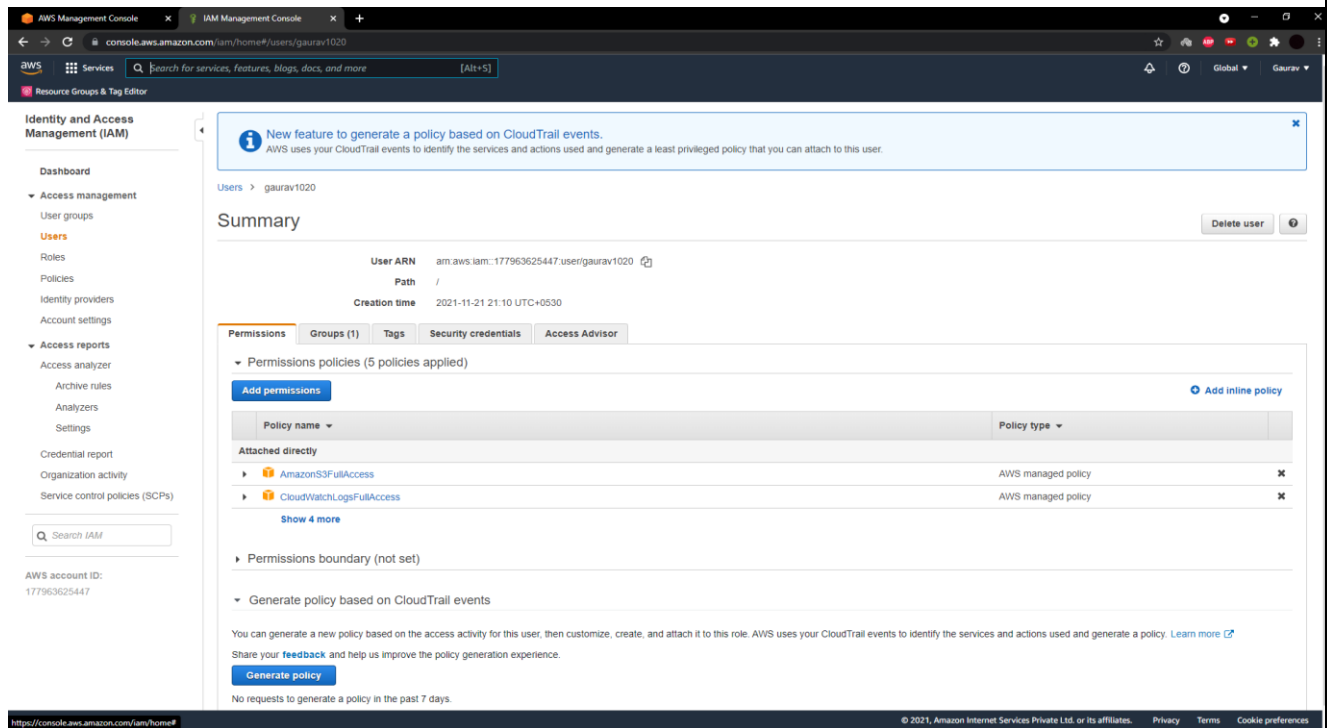 AWS Management Console
IAM Management Console
console.aws.amazon.com/iam/home#/users/gaurav1020
ABP
aws
Services
Search for services, features, blogs, docs, and more
[Alt+S]
Global
Gaurav
Resource Groups & Tag Editor
Identity and Access
Management (IAM)
Dashboard
Access management
User groups
Users
Roles
Policies
Identity providers
Account settings
Access reports
Access analyzer
Archive rules
Analyzers
Settings
Credential report
Organization activity
Service control policies (SCPs)
Search IAM
AWS account ID:
177963625447
New feature to generate a policy based on CloudTrail events.
AWS uses your CloudTrail events to identify the services and actions used and generate a least privileged policy that you can attach to this user.
Users > gaurav1020
Summary
Delete user
User ARN arn:aws:iam::177963625447:user/gaurav1020
Path /
Creation time 2021-11-21 21:10 UTC+0530
Permissions Groups (1) Tags Security credentials Access Advisor
Permissions policies (5 policies applied)
Add permissions
Add inline policy
Policy name Policy type
Attached directly
AmazonS3FullAccess AWS managed policy
CloudWatchLogsFullAccess AWS managed policy
Show 4 more
Permissions boundary (not set)
Generate policy based on CloudTrail events
You can generate a new policy based on the access activity for this user, then customize, create, and attach it to this role. AWS uses your CloudTrail events to identify the services and actions used and generate a policy. Learn more
Share your feedback and help us improve the policy generation experience.
Generate policy
No requests to generate a policy in the past 7 days.
https://console.aws.amazon.com/iam/home#
© 2021, Amazon Internet Services Private Ltd. or its affiliates. Privacy Terms Cookie preferences